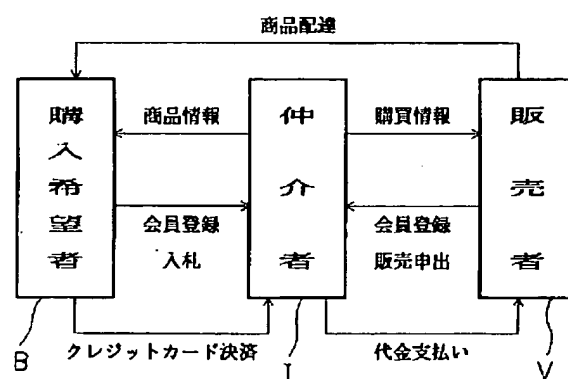 商品配達
購入希望者
商品情報
仲介者
購買情報
販売者
会員登録
入札
会員登録
販売申出
B
クレジットカード決済
I
代金支払い
V